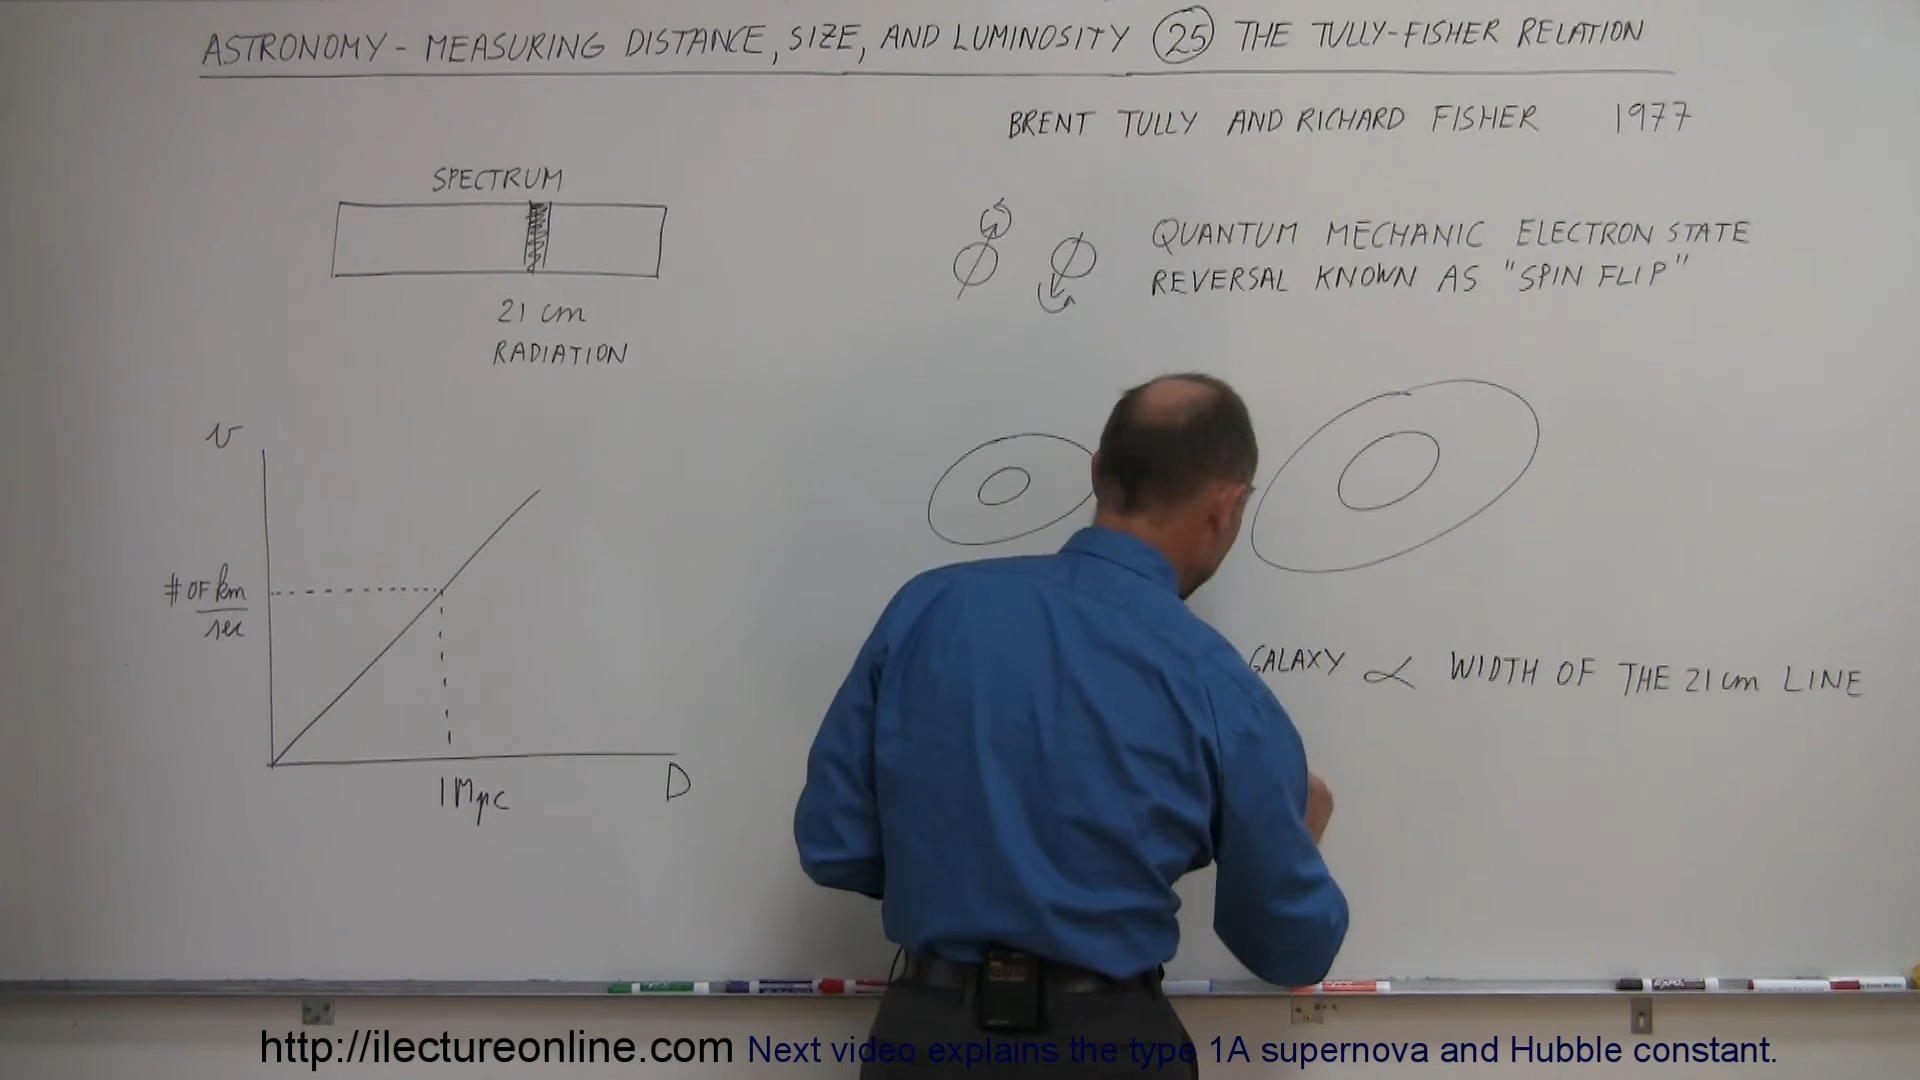 ASTRONOMY - MEASURING DISTANCE, SIZE, AND LUMINOSITY 25 THE TULLY-FISHER RELATION
BRENT TULLY AND RICHARD FISHER 1977
SPECTRUM
21 cm
RADIATION
QUANTUM MECHANIC ELECTRON STATE
REVERSAL KNOWN AS "SPIN FLIP"
v
# OF km
sec
1 Mpc
D
GALAXY ∝ WIDTH OF THE 21 cm LINE
http://ilectureonline.com Next video explains the type 1A supernova and Hubble constant.